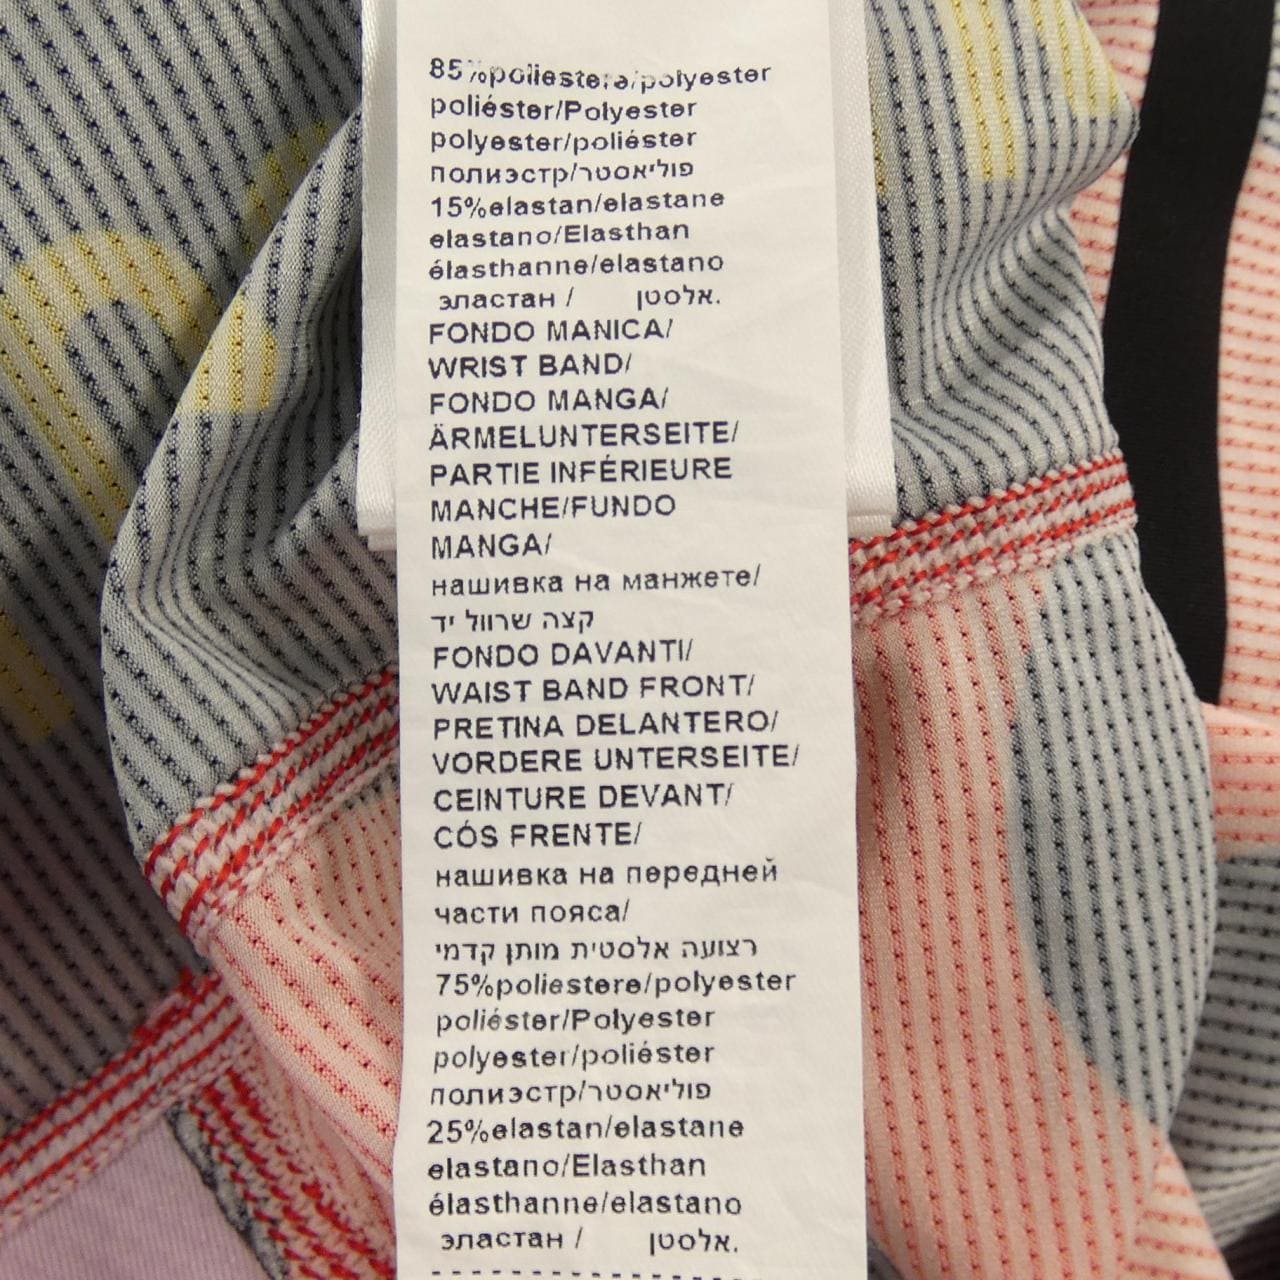 85%poliestere/polyester
poliéster/Polyester
polyester/poliéster
полиэстр/פוליאסטר
15%elastan/elastane
elastano/Elasthan
élasthanne/elastano
эластан / אלסטן.
FONDO MANICA/
WRIST BAND/
FONDO MANGA/
ÄRMELUNTERSEITE/
PARTIE INFÉRIEURE
MANCHE/FUNDO
MANGA/
нашивка на манжете/
קצה שרוול יד
FONDO DAVANTI/
WAIST BAND FRONT/
PRETINA DELANTERO/
VORDERE UNTERSEITE/
CEINTURE DEVANT/
CÓS FRENTE/
нашивка на передней
части пояса/
רצועה אלסטית מותן קדמי
75%poliestere/polyester
poliéster/Polyester
polyester/poliéster
полиэстр/פוליאסטר
25%elastan/elastane
elastano/Elasthan
élasthanne/elastano
эластан / אלסטן.